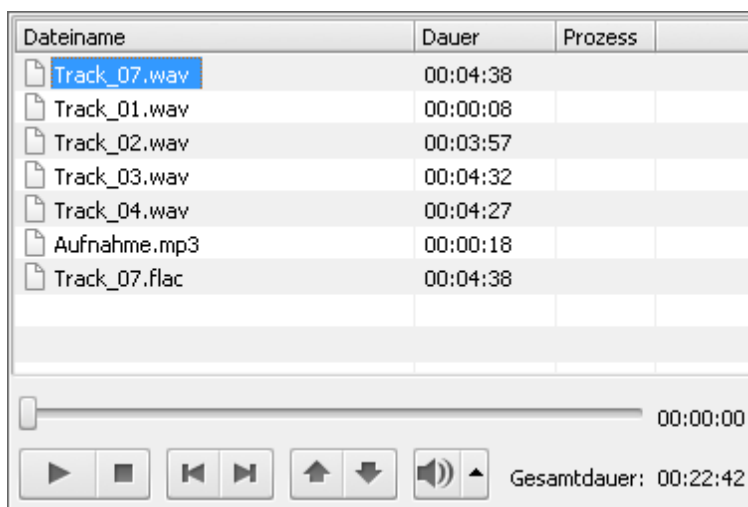 Dateiname Dauer Prozess
Track_07.wav 00:04:38
Track_01.wav 00:00:08
Track_02.wav 00:03:57
Track_03.wav 00:04:32
Track_04.wav 00:04:27
Aufnahme.mp3 00:00:18
Track_07.flac 00:04:38
00:00:00
Gesamtdauer: 00:22:42